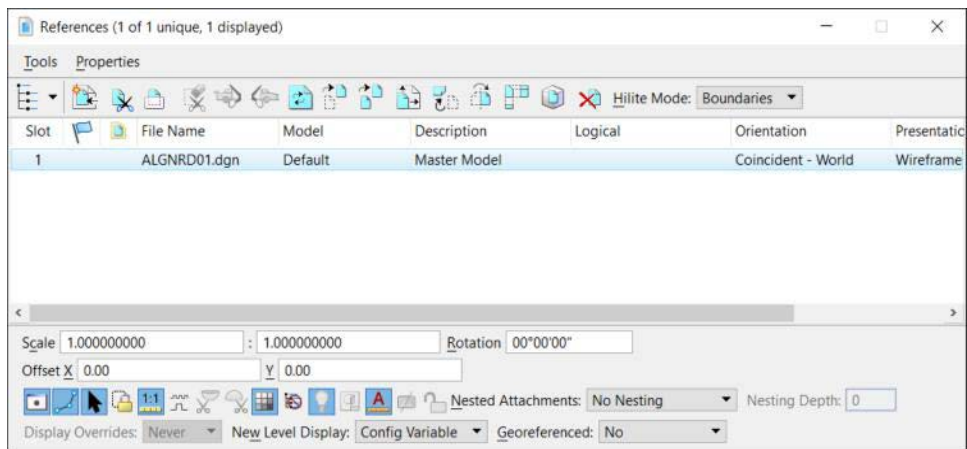 References (1 of 1 unique, 1 displayed)
Tools Properties
Hilite Mode: Boundaries
Slot File Name Model Description Logical Orientation Presentatic
1 ALGNRD01.dgn Default Master Model Coincident - World Wireframe
Scale 1.000000000 : 1.000000000 Rotation 00°00'00"
Offset X 0.00 Y 0.00
1:1 A Nested Attachments: No Nesting Nesting Depth: 0
Display Overrides: Never New Level Display: Config Variable Georeferenced: No